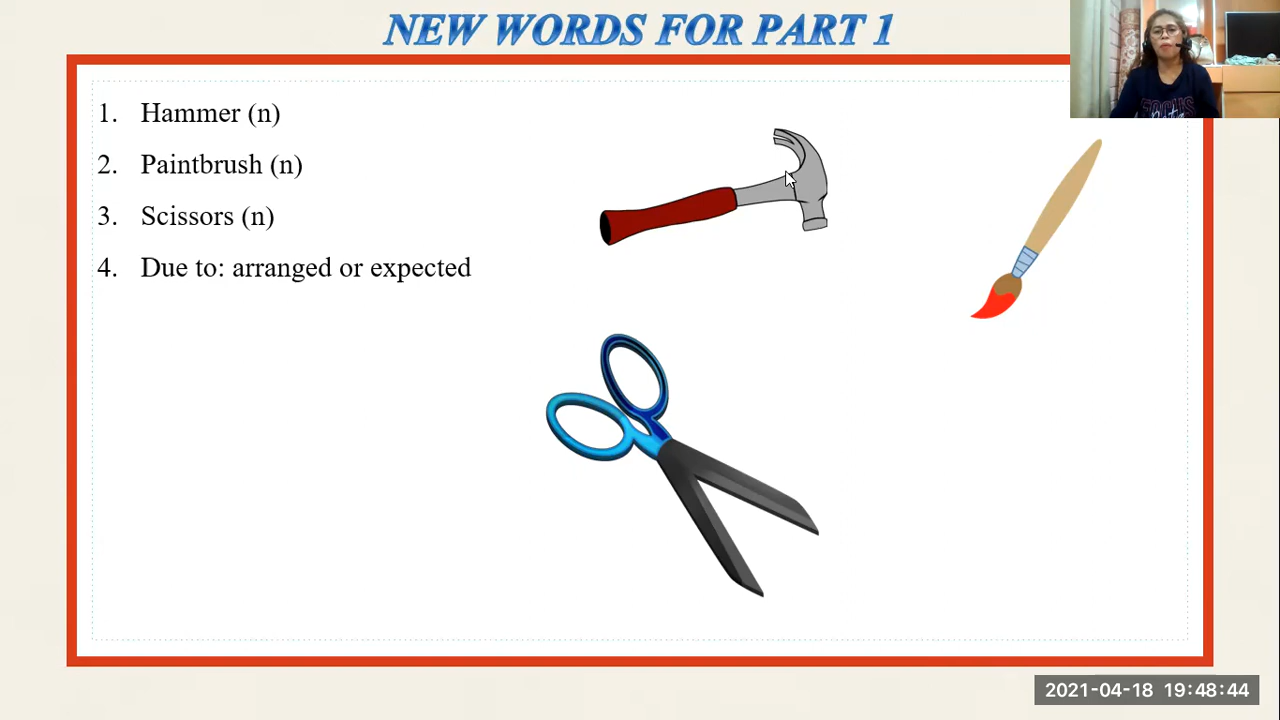 NEW WORDS FOR PART 1
1. Hammer (n)
2. Paintbrush (n)
3. Scissors (n)
4. Due to: arranged or expected
FOCUS
2021-04-18 19:48:44